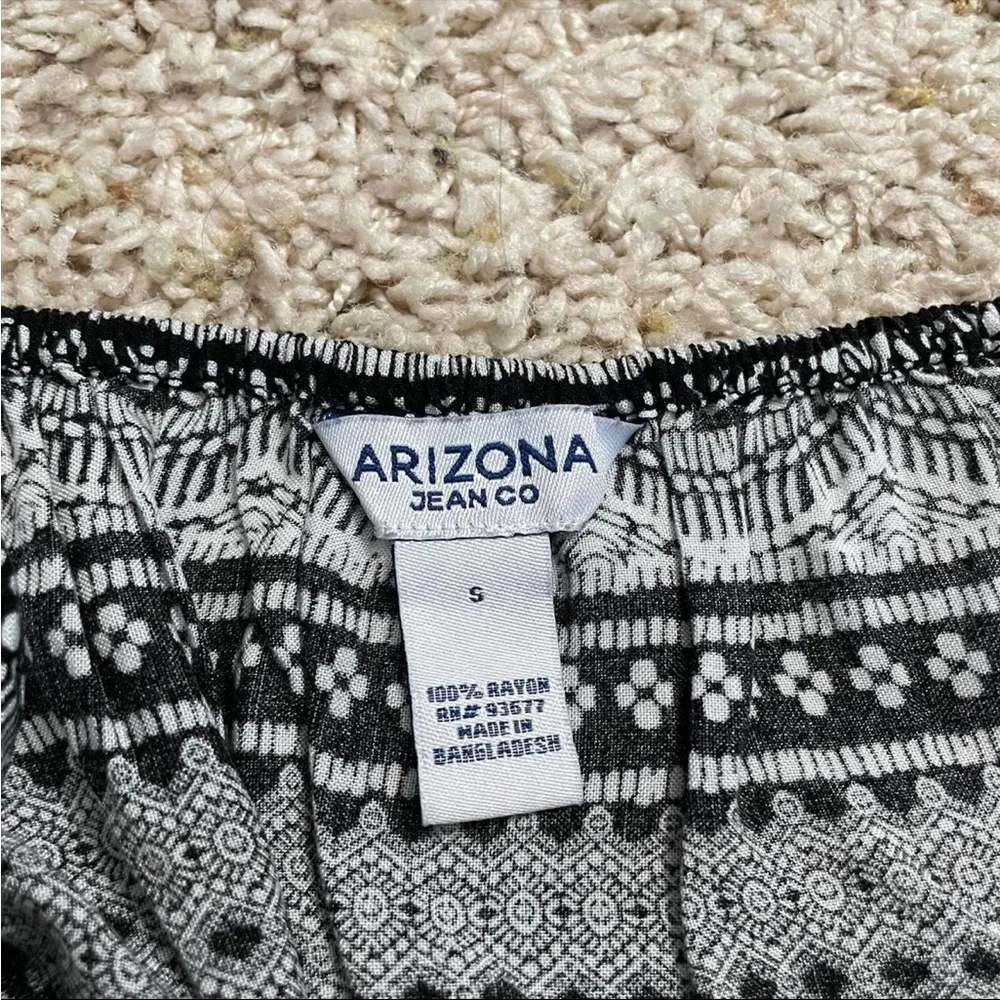 ARIZONA
JEAN CO
S
100% RAYON
RN# 93677
MADE IN
BANGLADESH